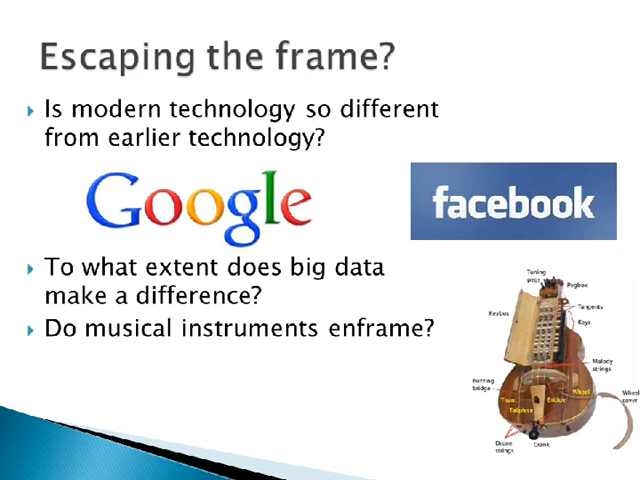 Escaping the frame?
Is modern technology so different
from earlier technology?
Google
facebook
To what extent does big data
make a difference?
Do musical instruments enframe?
Tuning
pegs
Pegbox
Tangents
Keybox
Keys
Melody
strings
Buzzing
bridge
Wheel
Wheel
cover
Bridge
Tailpiece
Drone
strings
Crank